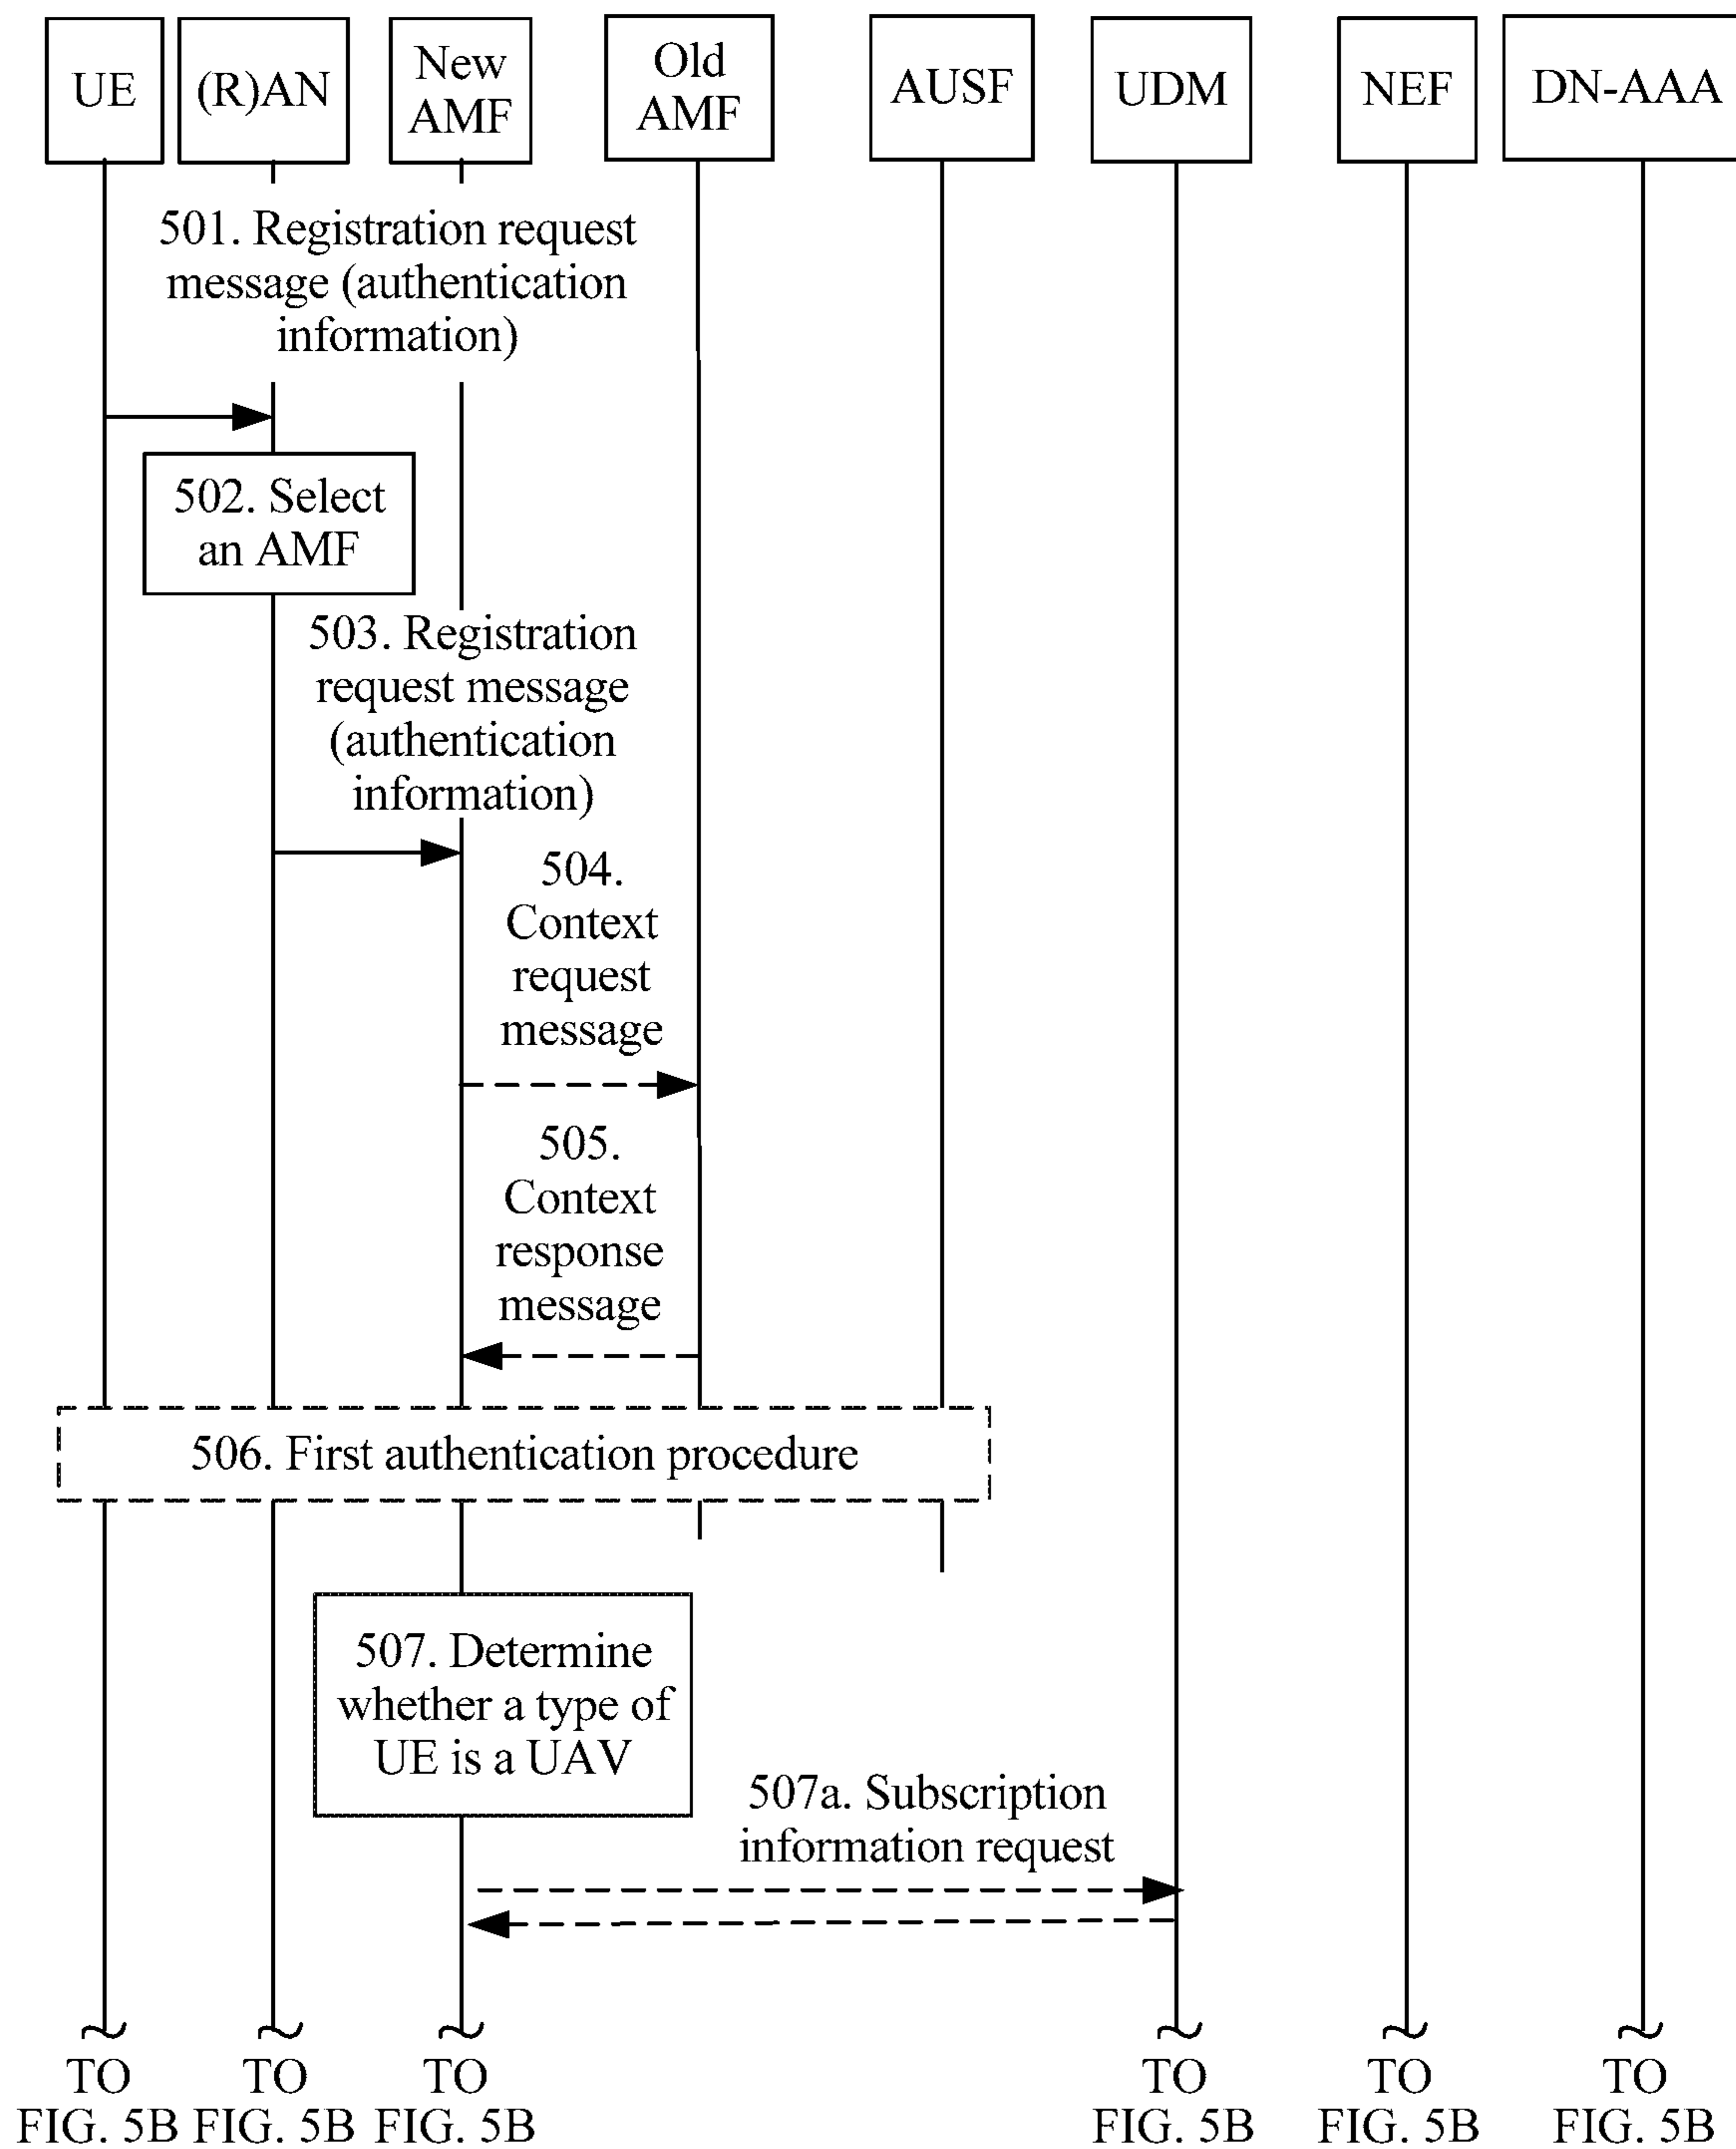 UE
(R)AN
New
AMF
Old
AMF
AUSF
UDM
NEF
DN-AAA
501. Registration request
message (authentication
information)
502. Select
an AMF
503. Registration
request message
(authentication
information)
504.
Context
request
message
505.
Context
response
message
506. First authentication procedure
507. Determine
whether a type of
UE is a UAV
507a. Subscription
information request
TO
FIG. 5B
TO
FIG. 5B
TO
FIG. 5B
TO
FIG. 5B
TO
FIG. 5B
TO
FIG. 5B